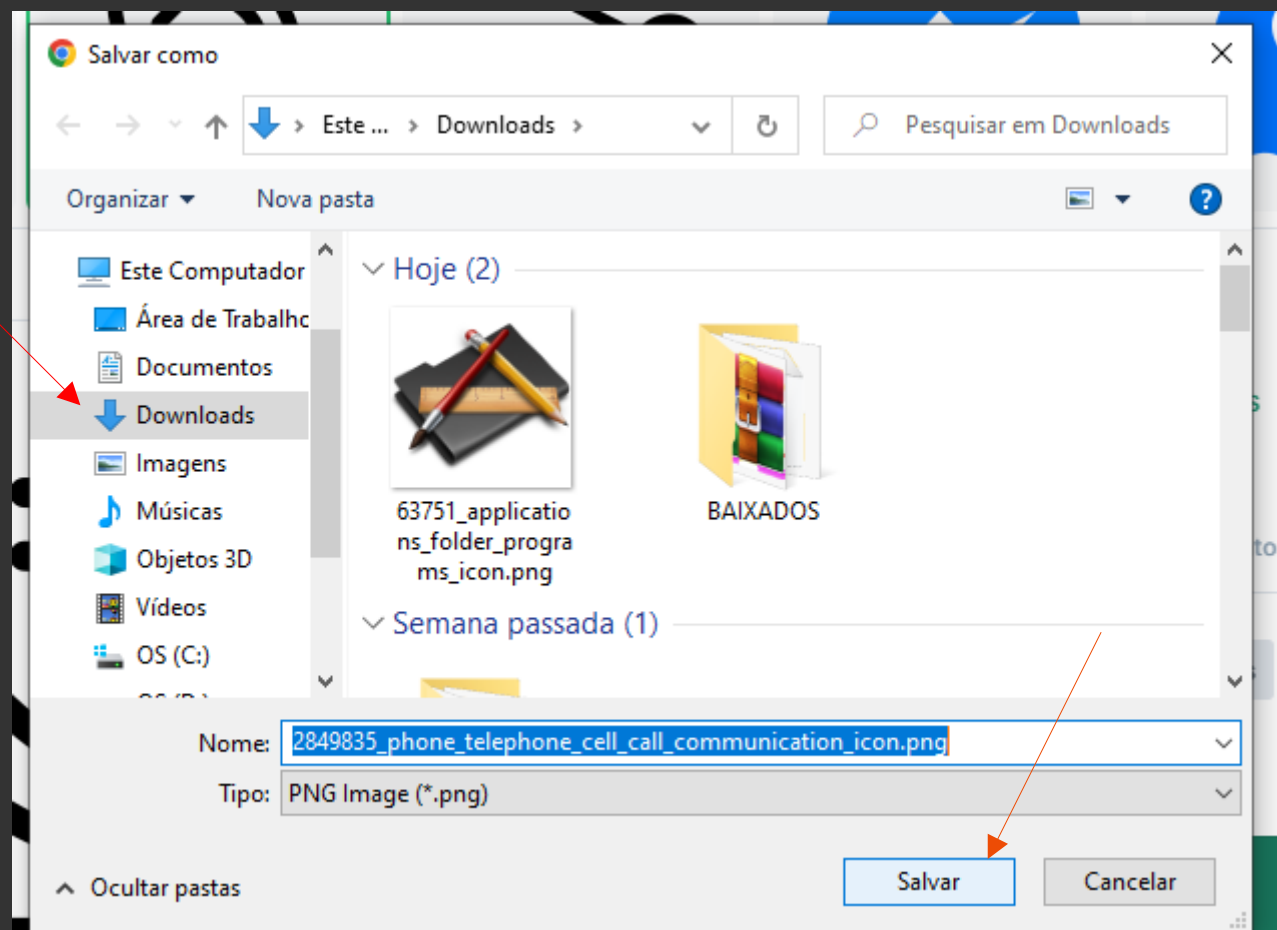 Salvar como
Este ... › Downloads ›
Pesquisar em Downloads
Organizar
Nova pasta
?
Este Computador
Área de Trabalho
Documentos
Downloads
Imagens
Músicas
Objetos 3D
Vídeos
OS (C:)
Hoje (2)
63751_applicatio
ns_folder_progra
ms_icon.png
BAIXADOS
Semana passada (1)
Nome:
2849835_phone_telephone_cell_call_communication_icon.png
Tipo:
PNG Image (*.png)
Ocultar pastas
Salvar
Cancelar